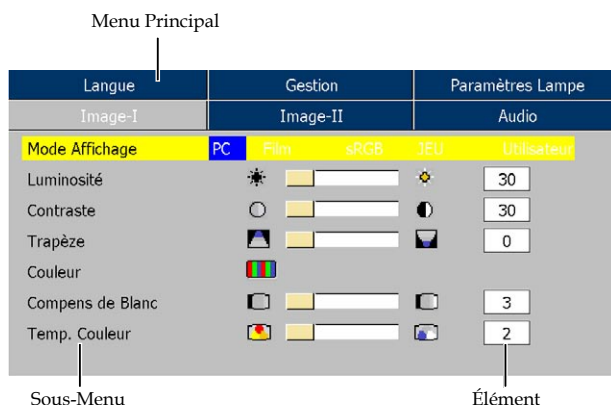 Menu Principal
Langue Gestion Paramètres Lampe
Image-I Image-II Audio
Mode Affichage PC Film sRGB JEU Utilisateur
Luminosité 30
Contraste 30
Trapèze 0
Couleur
Compens de Blanc 3
Temp. Couleur 2
Sous-Menu Élément